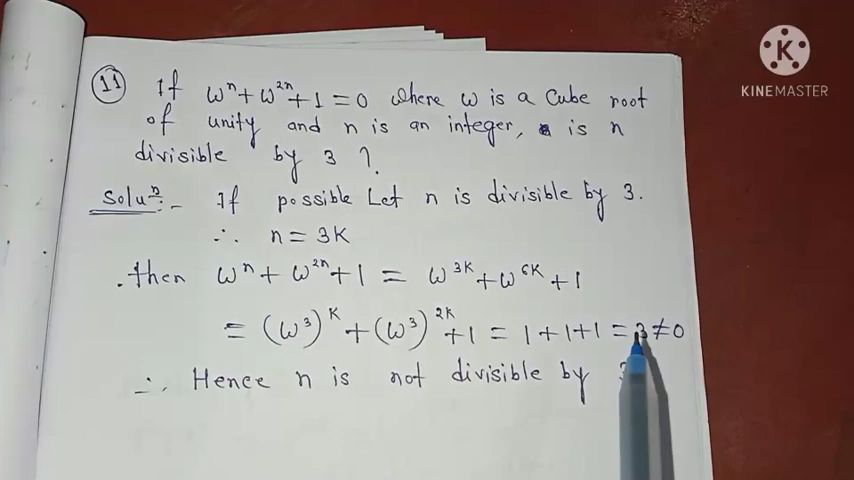 (11) If ω^n + ω^2n + 1 = 0 where ω is a cube root
of unity and n is an integer, is n
divisible by 3 ?
Solu^n :- If possible Let n is divisible by 3.
∴ n = 3K
.then ω^n + ω^2n + 1 = ω^3K + ω^6K + 1
= (ω^3)^K + (ω^3)^2K + 1 = 1 + 1 + 1 = 3 ≠ 0
∴ Hence n is not divisible by
K
KINEMASTER